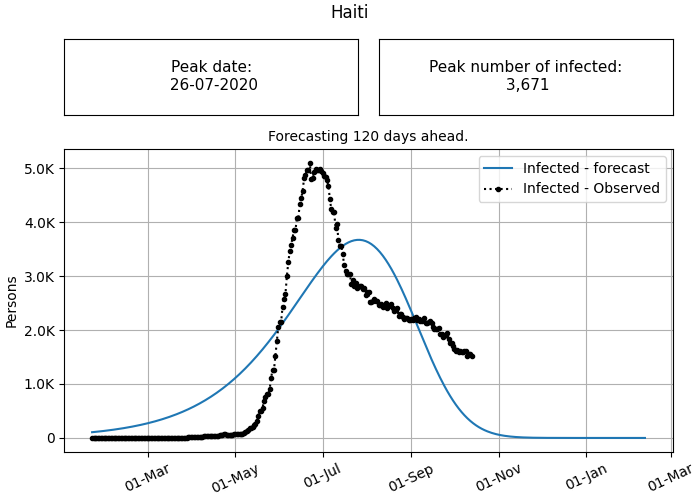 Haiti
Peak date:
26-07-2020
Peak number of infected:
3,671
Forecasting 120 days ahead.
Infected - forecast
Infected - Observed
Persons
5.0K
4.0K
3.0K
2.0K
1.0K
0
01-Mar
01-May
01-Jul
01-Sep
01-Nov
01-Jan
01-Mar